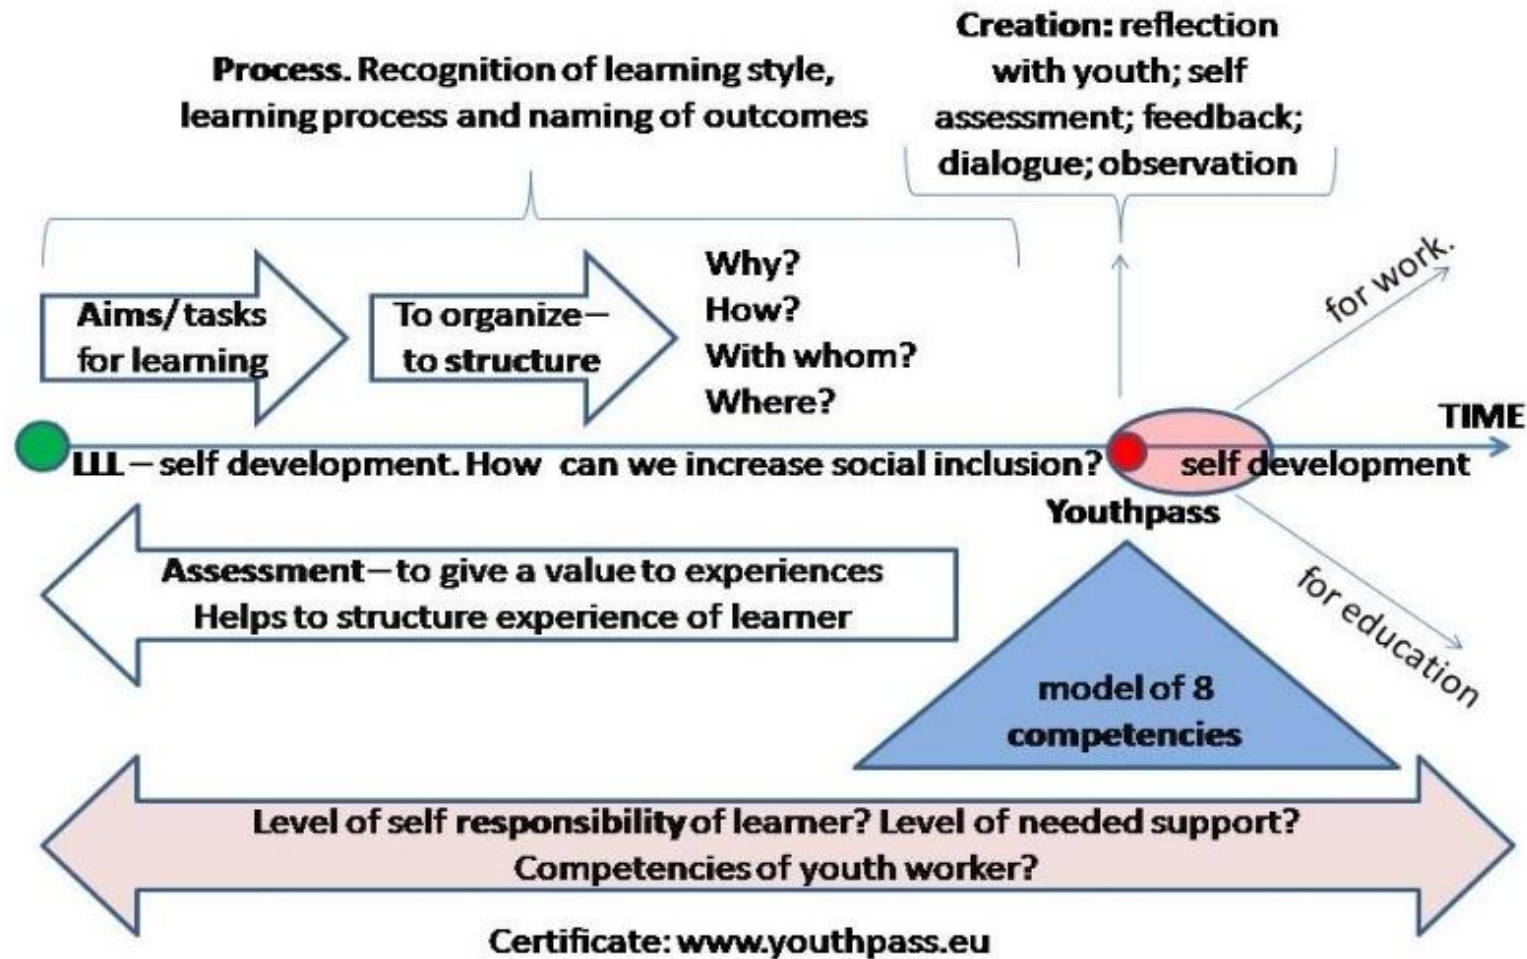 Process. Recognition of learning style,
learning process and naming of outcomes
Creation: reflection
with youth; self
assessment; feedback;
dialogue; observation
Aims/tasks
for learning
To organize–
to structure
Why?
How?
With whom?
Where?
for work.
TIME
LLL – self development. How can we increase social inclusion?
self development
Youthpass
Assessment–to give a value to experiences
Helps to structure experience of learner
for education
model of 8
competencies
Level of self responsibility of learner? Level of needed support?
Competencies of youth worker?
Certificate: www.youthpass.eu